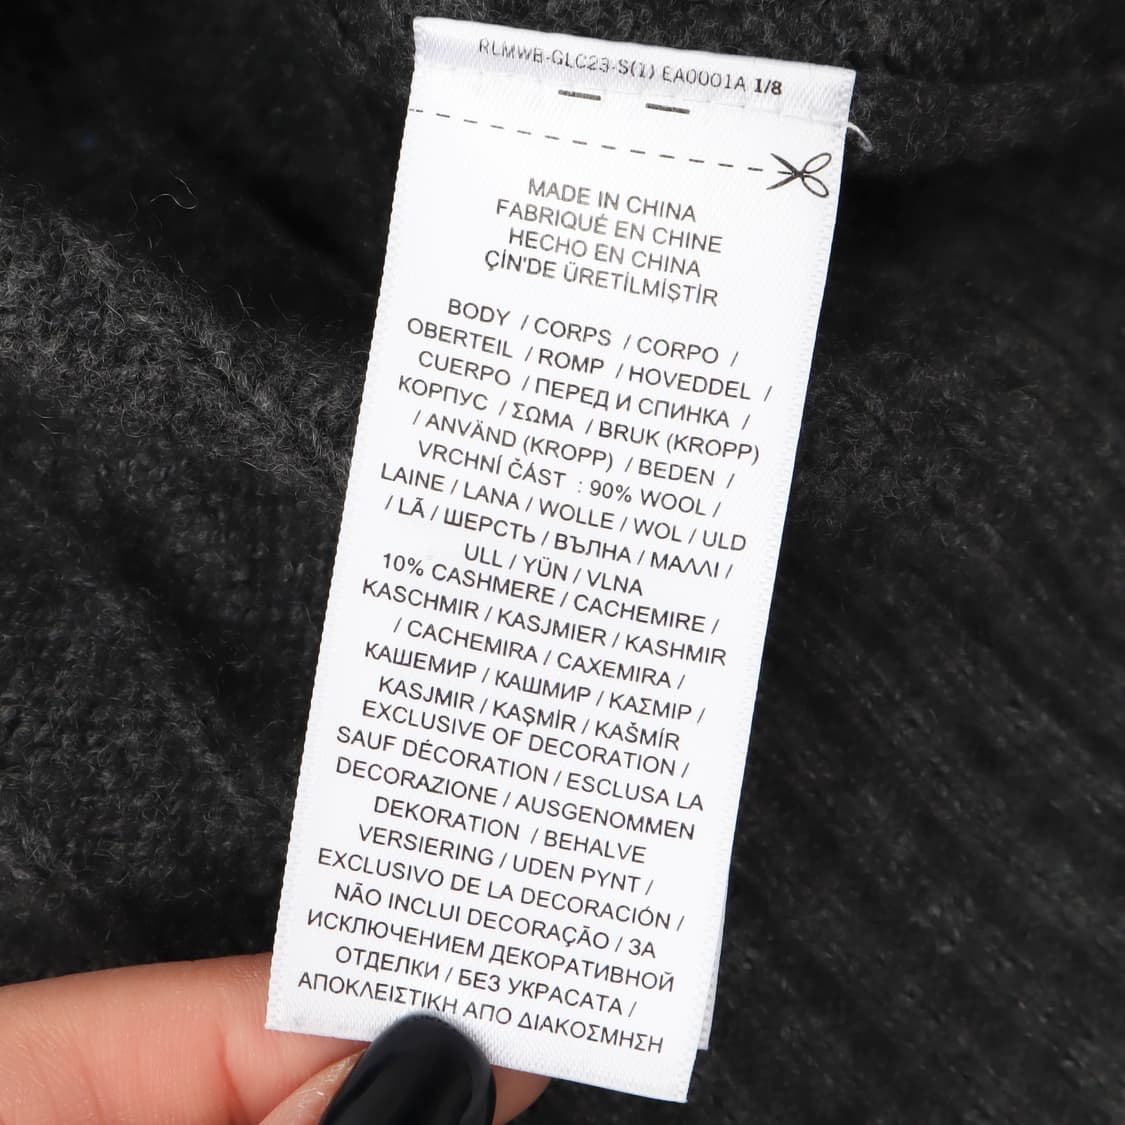 RLMWB-GLC23-S(1) EA0001A 1/8
MADE IN CHINA
FABRIQUÉ EN CHINE
HECHO EN CHINA
ÇİN'DE ÜRETİLMİŞTİR
BODY / CORPS / CORPO /
OBERTEIL / ROMP / HOVEDDEL /
CUERPO / ПЕРЕД И СПИНКА /
КОРПУС / ΣΩΜΑ / BRUK (KROPP)
/ ANVÄND (KROPP) / BEDEN /
VRCHNÍ ČÁST : 90% WOOL /
LAINE / LANA / WOLLE / WOL / ULD
/ LÃ / ШЕРСТЬ / ВЪЛНА / ΜΑΛΛΙ /
ULL / YÜN / VLNA
10% CASHMERE / CACHEMIRE /
KASCHMIR / KASJMIER / KASHMIR
/ CACHEMIRA / CAXEMIRA /
КАШЕМИР / КАШМИР / ΚΑΣΜΙΡ /
KASJMIR / KAŞMİR / KAŠMÍR
EXCLUSIVE OF DECORATION /
SAUF DÉCORATION / ESCLUSA LA
DECORAZIONE / AUSGENOMMEN
DEKORATION / BEHALVE
VERSIERING / UDEN PYNT /
EXCLUSIVO DE LA DECORACIÓN /
NÃO INCLUI DECORAÇÃO / ЗА
ИСКЛЮЧЕНИЕМ ДЕКОРАТИВНОЙ
ОТДЕЛКИ / БЕЗ УКРАСАТА /
ΑΠΟΚΛΕΙΣΤΙΚΗ ΑΠΟ ΔΙΑΚΟΣΜΗΣΗ